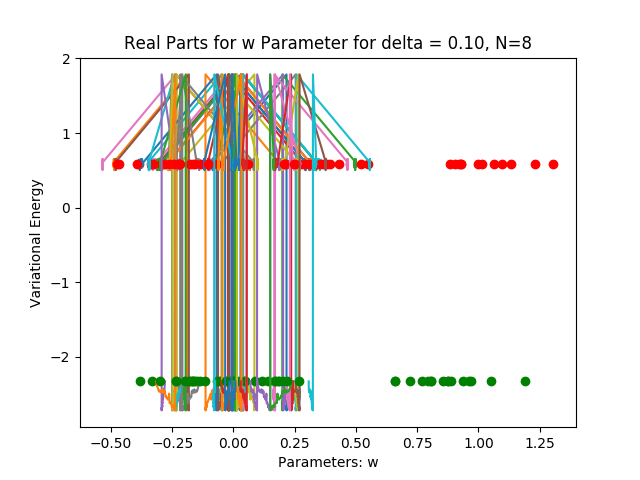 Real Parts for w Parameter for delta = 0.10, N=8
Variational Energy
2
1
0
−1
−2
−0.50 −0.25 0.00 0.25 0.50 0.75 1.00 1.25
Parameters: w